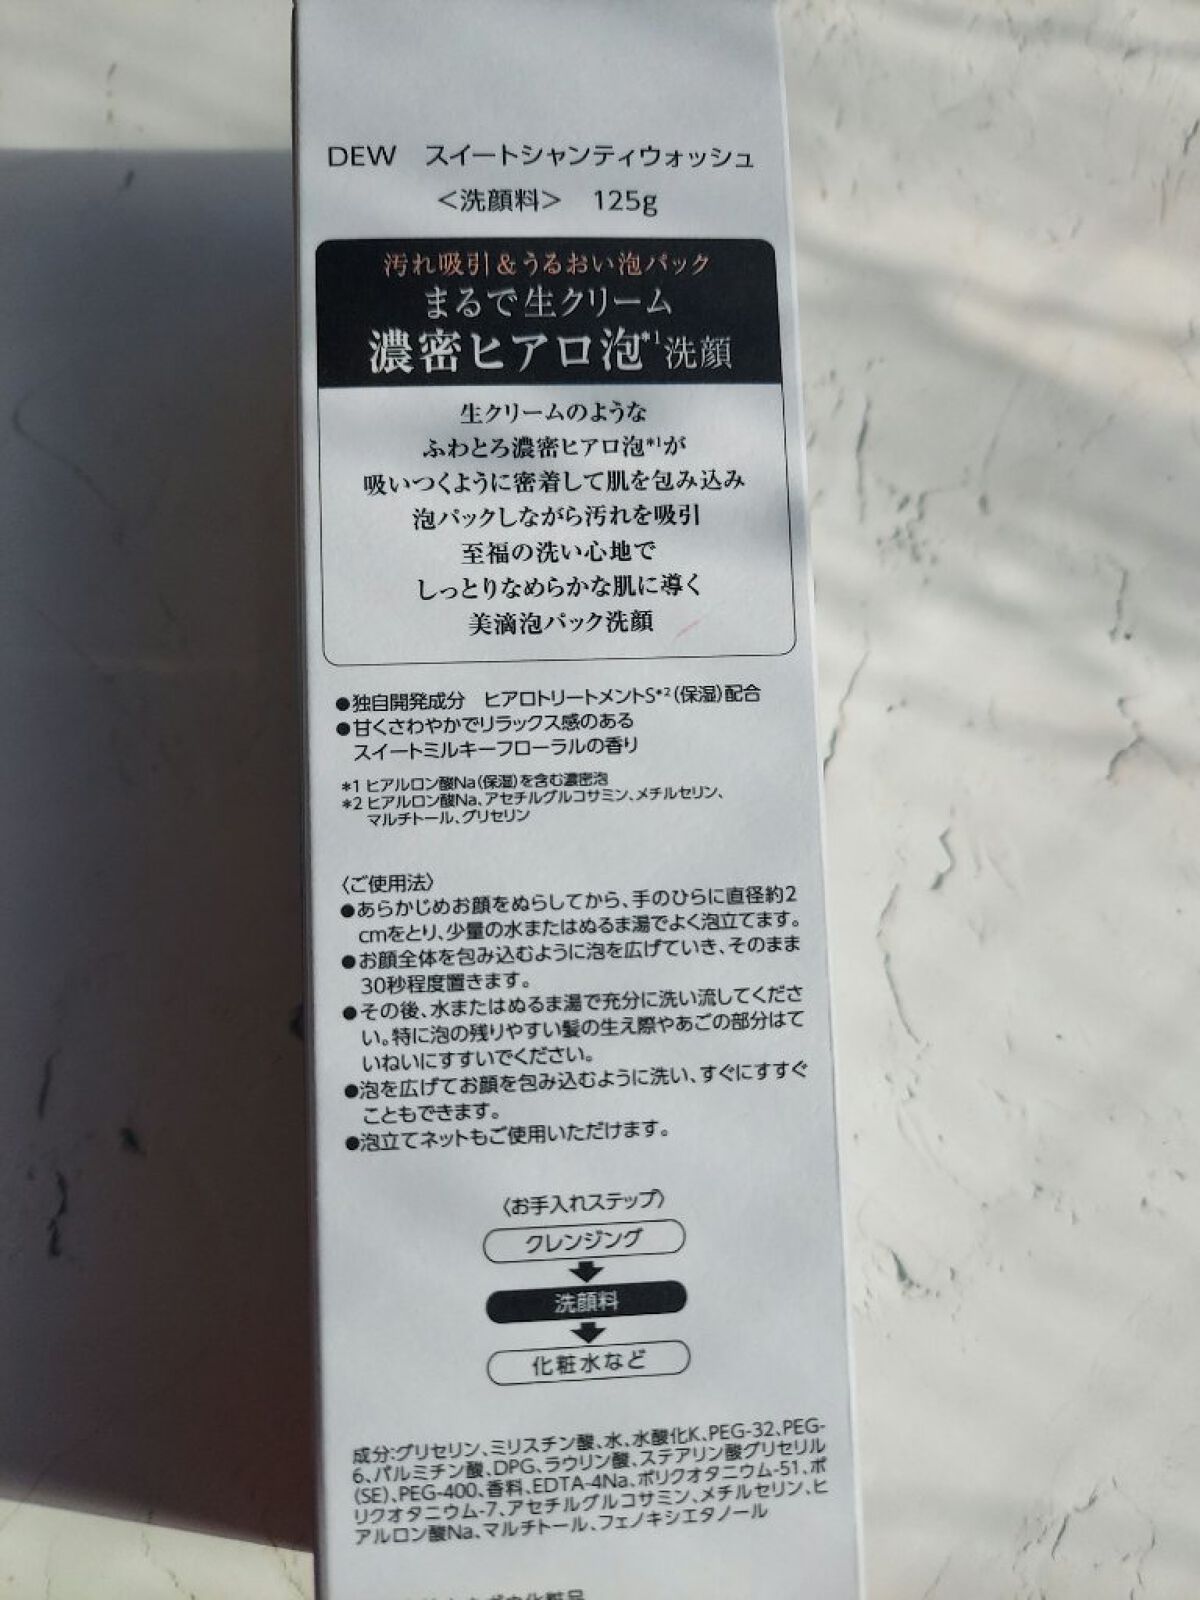 DEW スイートシャンティウォッシュ
＜洗顔料＞ 125g
汚れ吸引＆うるおい泡パック
まるで生クリーム
濃密ヒアロ泡*1洗顔
生クリームのような
ふわとろ濃密ヒアロ泡*1が
吸いつくように密着して肌を包み込み
泡パックしながら汚れを吸引
至福の洗い心地で
しっとりなめらかな肌に導く
美滴泡パック洗顔
●独自開発成分 ヒアロトリートメントS*2(保湿)配合
●甘くさわやかでリラックス感のある
スイートミルキーフローラルの香り
*1 ヒアルロン酸Na(保湿)を含む濃密泡
*2 ヒアルロン酸Na、アセチルグルコサミン、メチルセリン、
マルチトール、グリセリン
〈ご使用法〉
●あらかじめお顔をぬらしてから、手のひらに直径約2
cmをとり、少量の水またはぬるま湯でよく泡立てます。
●お顔全体を包み込むように泡を広げていき、そのまま
30秒程度置きます。
●その後、水またはぬるま湯で充分に洗い流してくださ
い。特に泡の残りやすい髪の生え際やあごの部分はて
いねいにすすいでください。
●泡を広げてお顔を包み込むように洗い、すぐにすすぐ
こともできます。
●泡立てネットもご使用いただけます。
〈お手入れステップ〉
クレンジング
洗顔料
化粧水など
成分:グリセリン、ミリスチン酸、水、水酸化K、PEG-32、PEG-
6、パルミチン酸、DPG、ラウリン酸、ステアリン酸グリセリル
(SE)、PEG-400、香料、EDTA-4Na、ポリクオタニウム-51、ポ
リクオタニウム-7、アセチルグルコサミン、メチルセリン、ヒ
アルロン酸Na、マルチトール、フェノキシエタノール